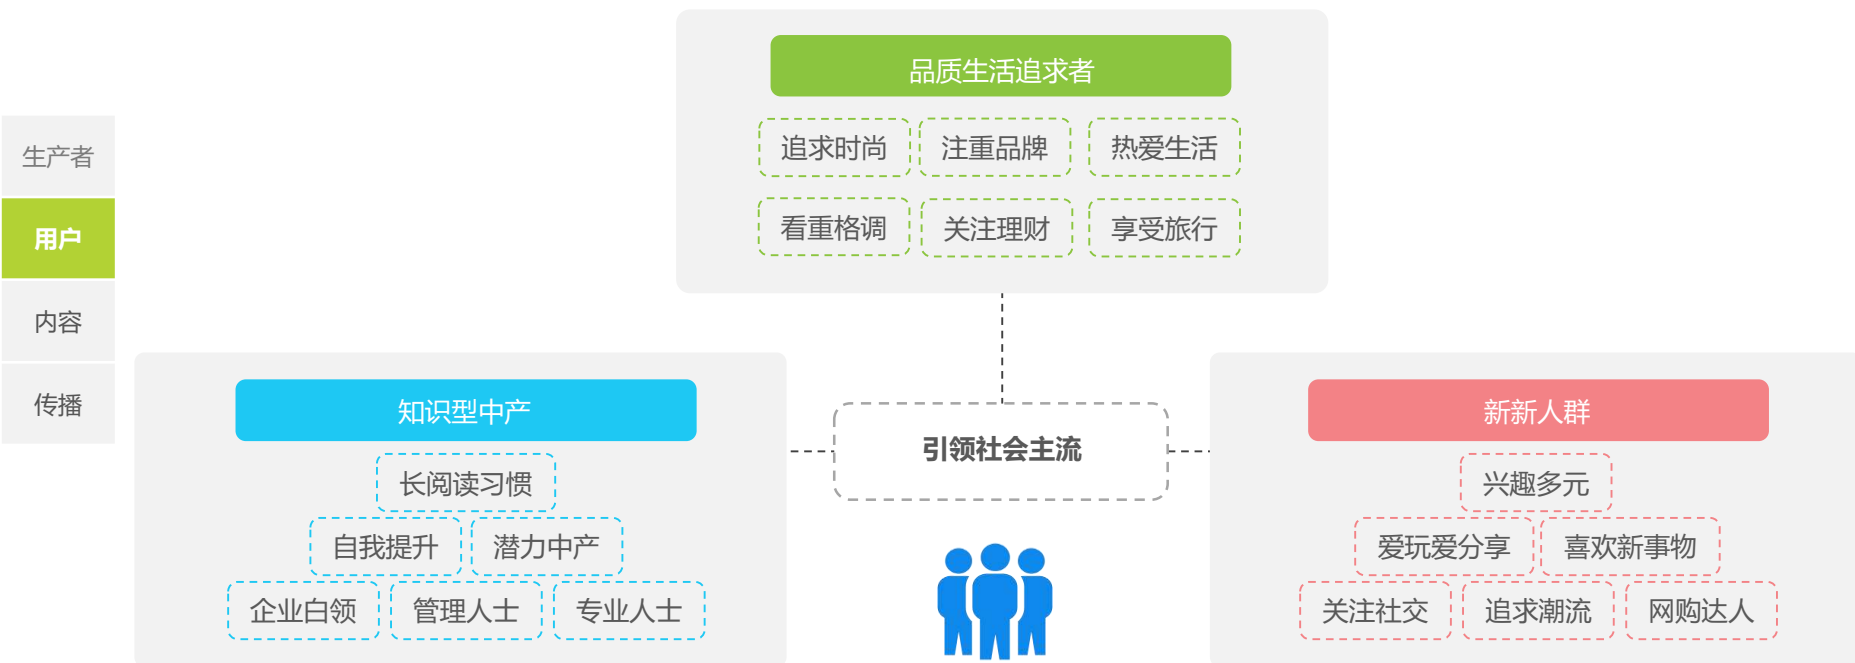 品质生活追求者
追求时尚 注重品牌 热爱生活
看重格调 关注理财 享受旅行
生产者
用户
内容
传播
知识型中产
长阅读习惯
自我提升 潜力中产
企业白领 管理人士 专业人士
引领社会主流
新新人群
兴趣多元
爱玩爱分享 喜欢新事物
关注社交 追求潮流 网购达人